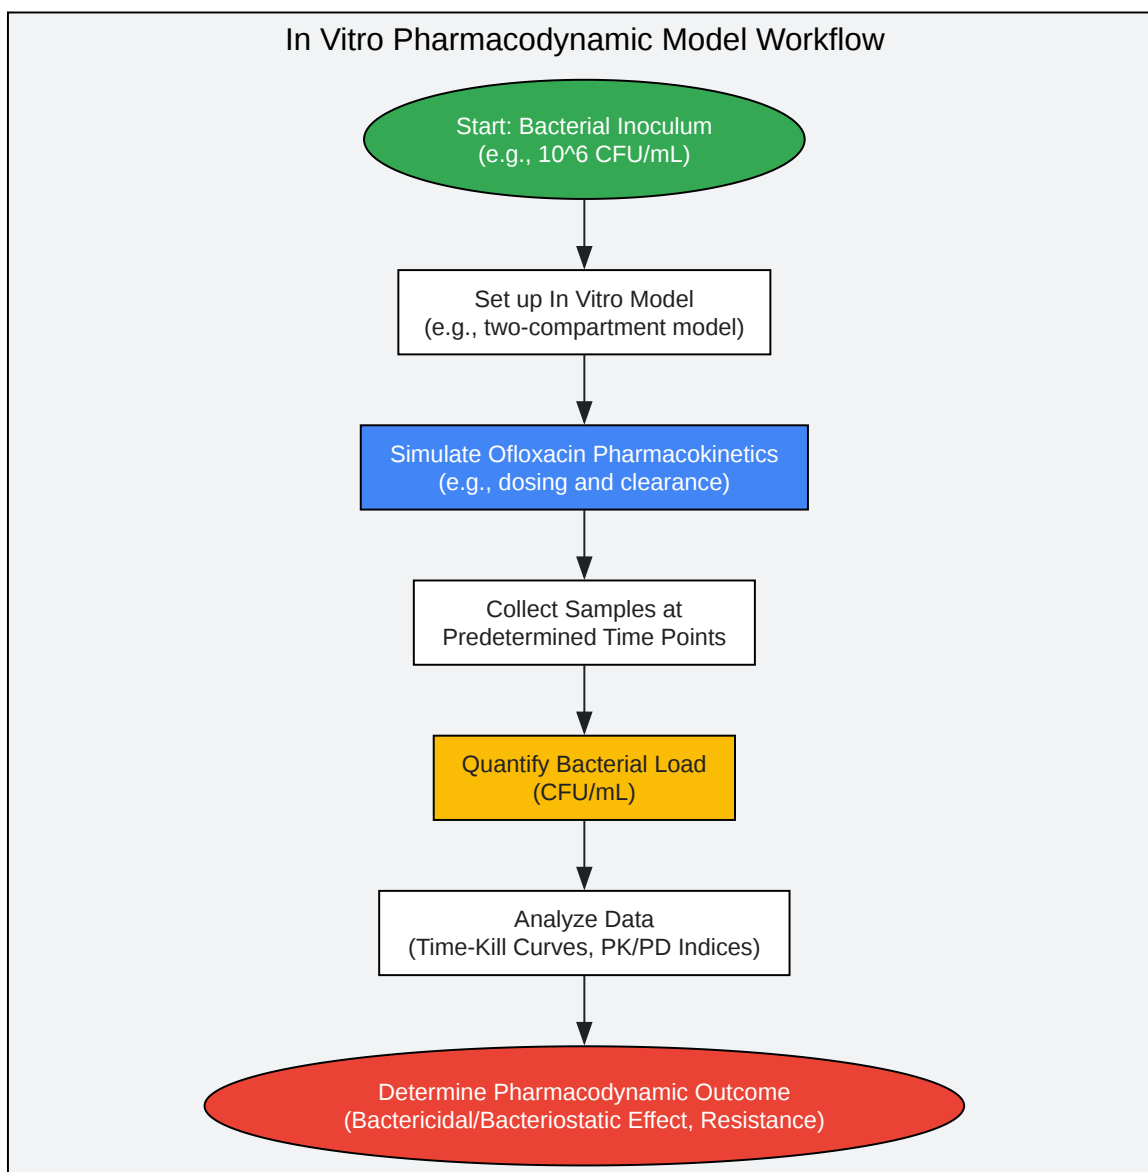 In Vitro Pharmacodynamic Model Workflow
Start: Bacterial Inoculum
(e.g., 10^6 CFU/mL)
Set up In Vitro Model
(e.g., two-compartment model)
Simulate Ofloxacin Pharmacokinetics
(e.g., dosing and clearance)
Collect Samples at
Predetermined Time Points
Quantify Bacterial Load
(CFU/mL)
Analyze Data
(Time-Kill Curves, PK/PD Indices)
Determine Pharmacodynamic Outcome
(Bactericidal/Bacteriostatic Effect, Resistance)